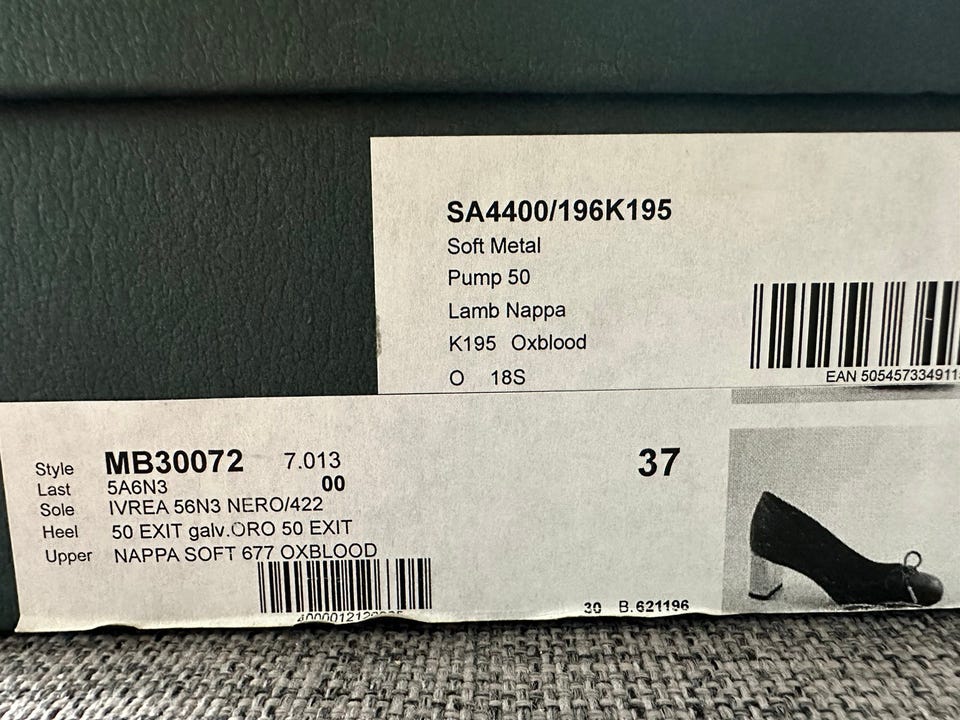 SA4400/196K195
Soft Metal
Pump 50
Lamb Nappa
K195 Oxblood
O 18S
EAN 505457334911
Style MB30072 7.013
37
Last 5A6N3 00
Sole IVREA 56N3 NERO/422
Heel 50 EXIT galv.ORO 50 EXIT
Upper NAPPA SOFT 677 OXBLOOD
30 B.621196